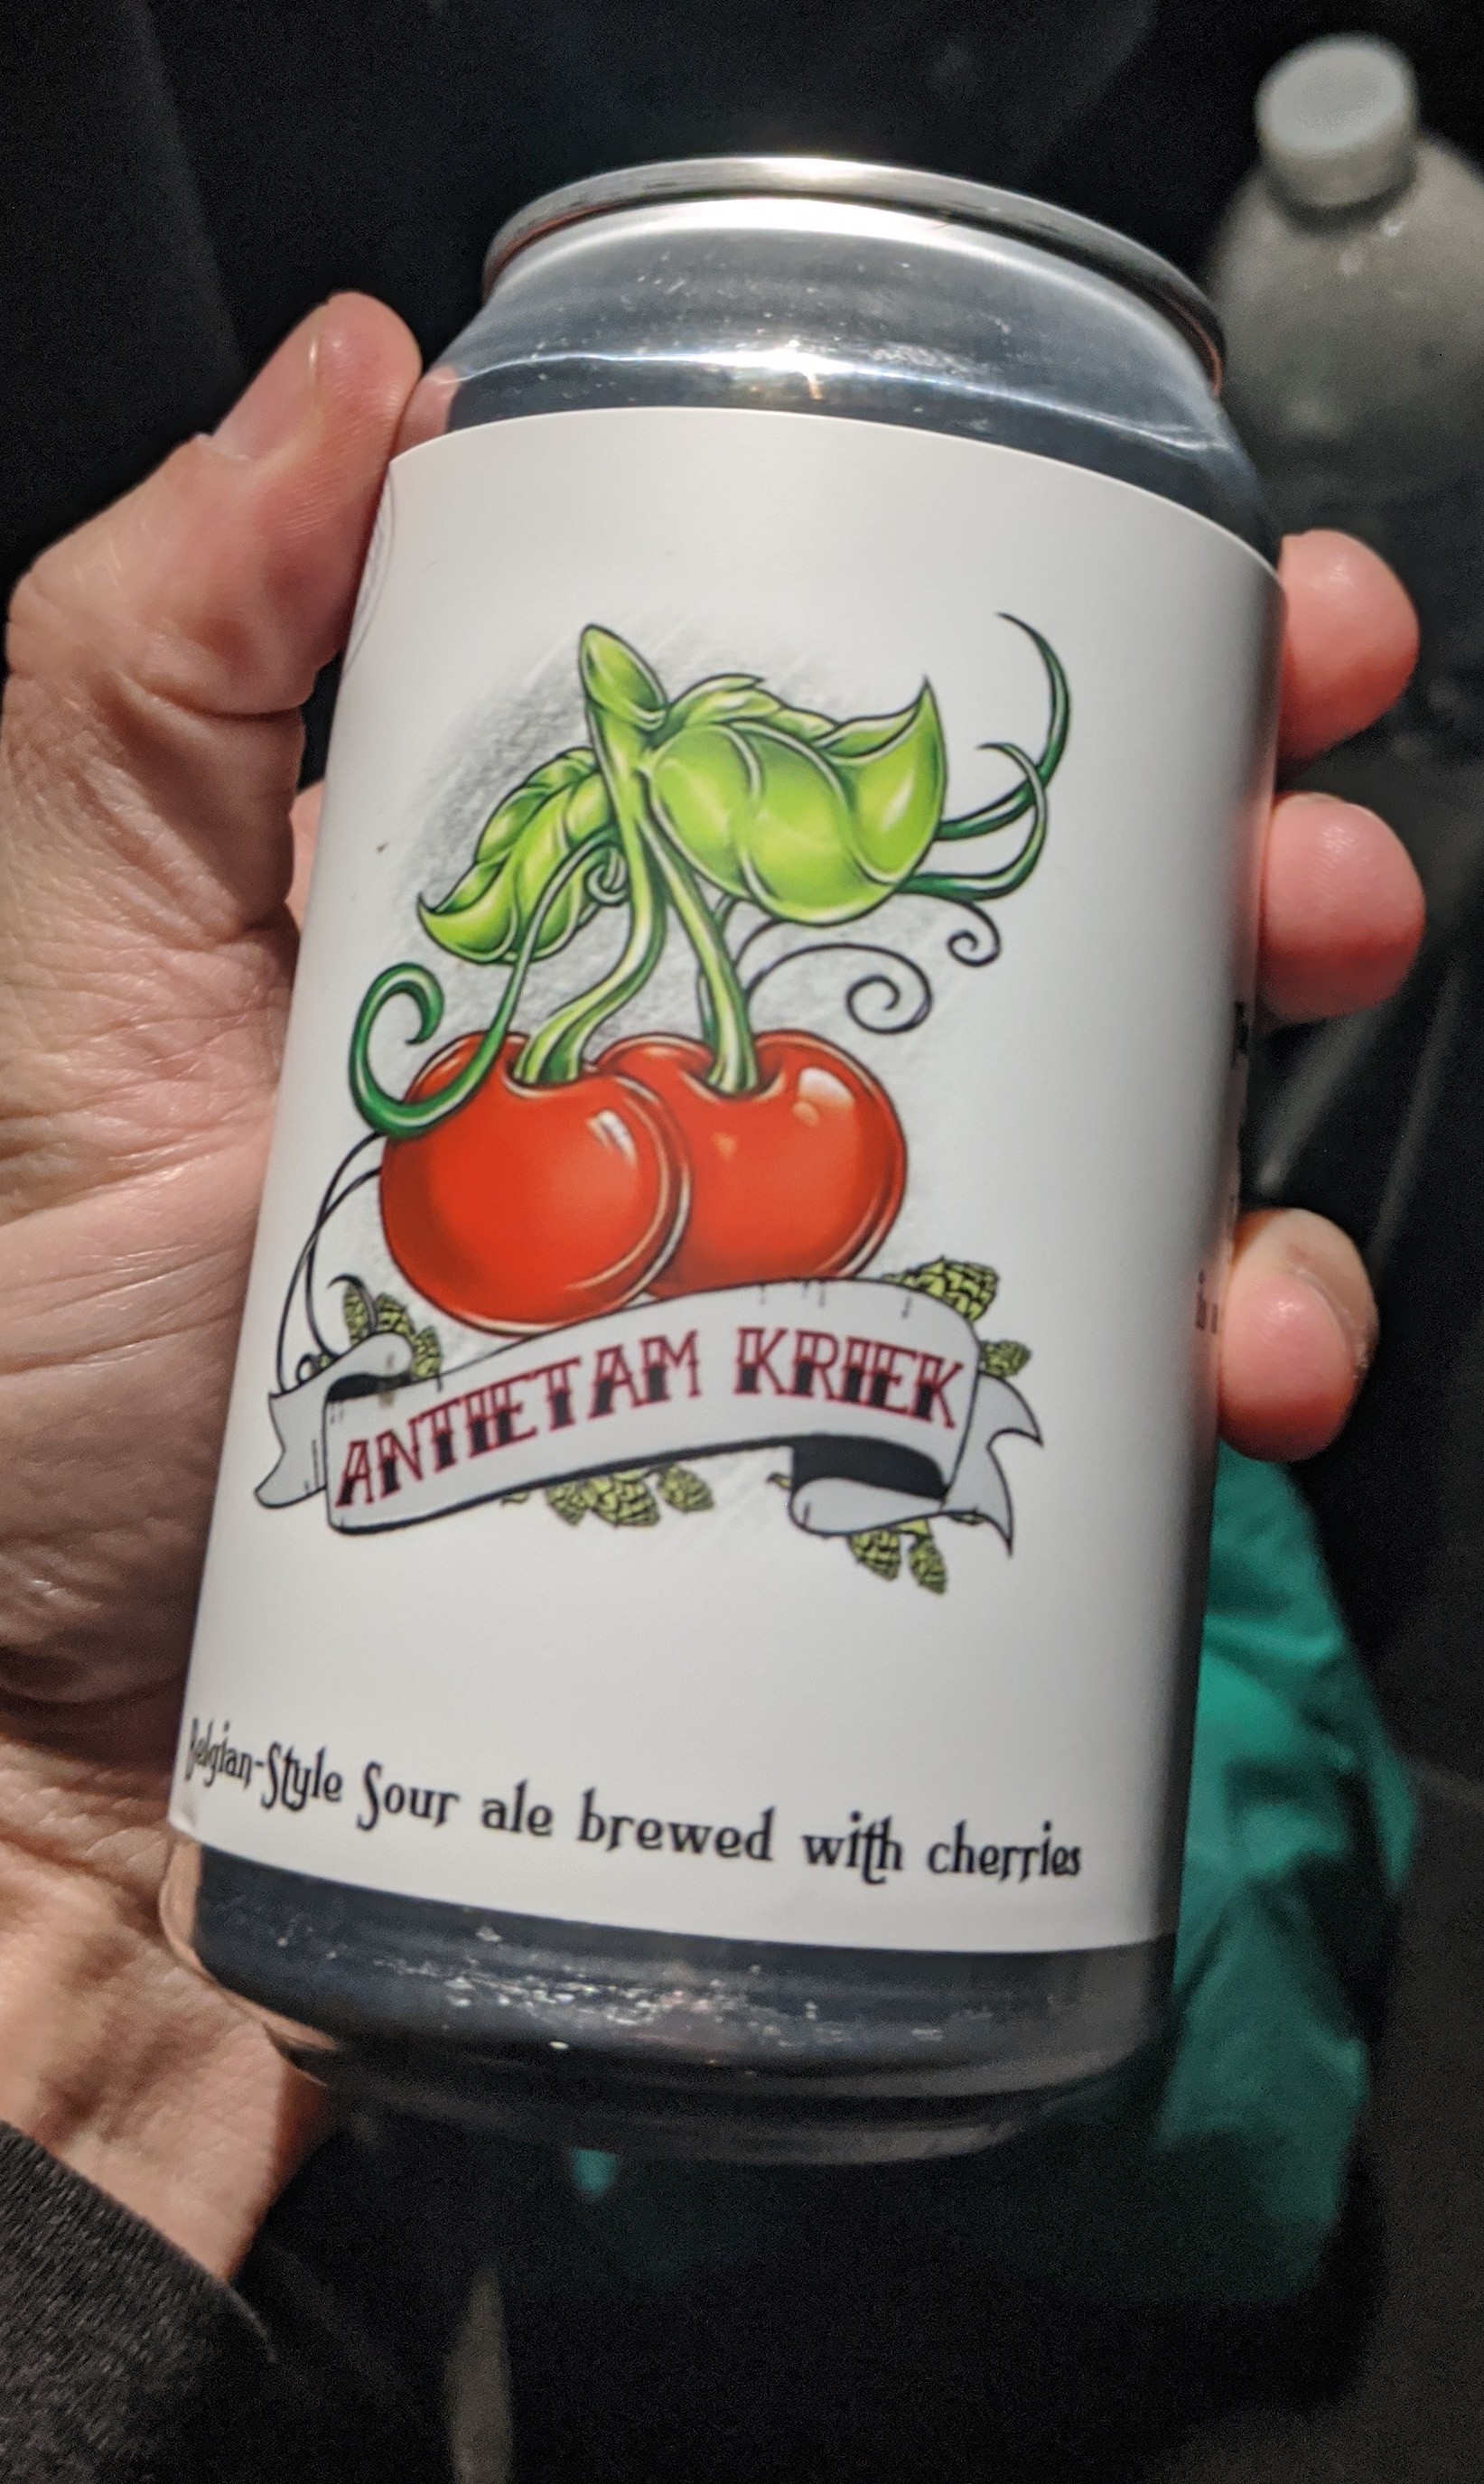 ANTIETAM KRIEK
Belgian-Style Sour ale brewed with cherries